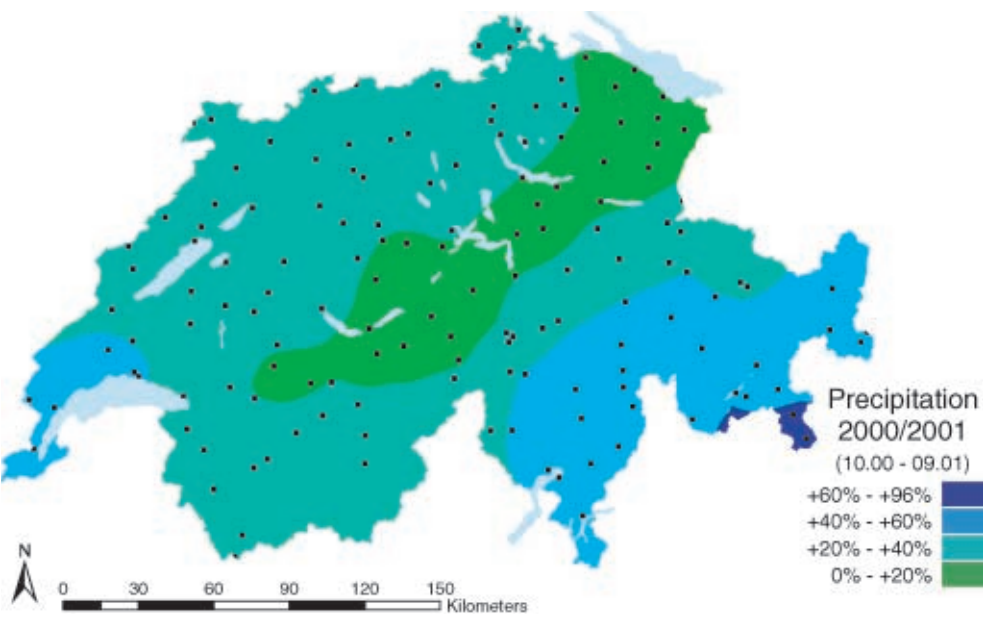 Precipitation
2000/2001
(10.00 - 09.01)
+60% - +96%
+40% - +60%
+20% - +40%
0% - +20%
N
0 30 60 90 120 150
Kilometers